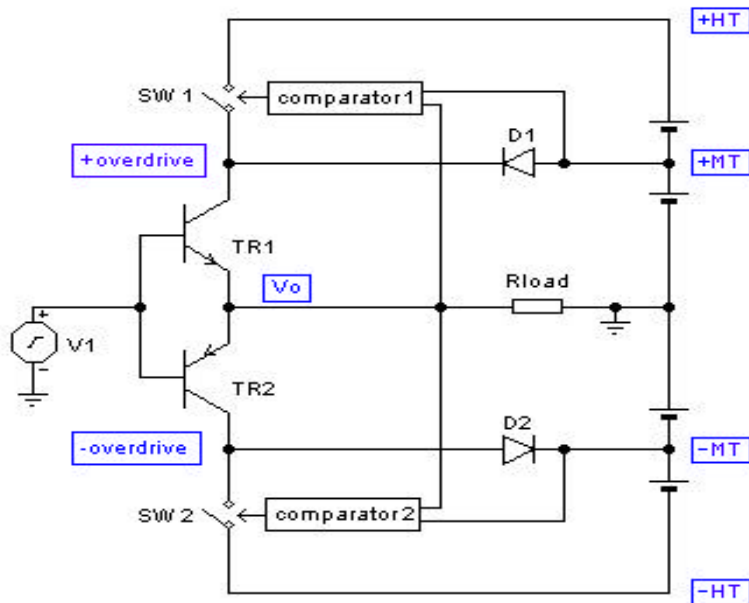 +HT
SW 1
comparator1
D1
+overdrive
+MT
TR1
Vo
Rload
+
V1
-
TR2
D2
-overdrive
-MT
SW 2
comparator2
-HT